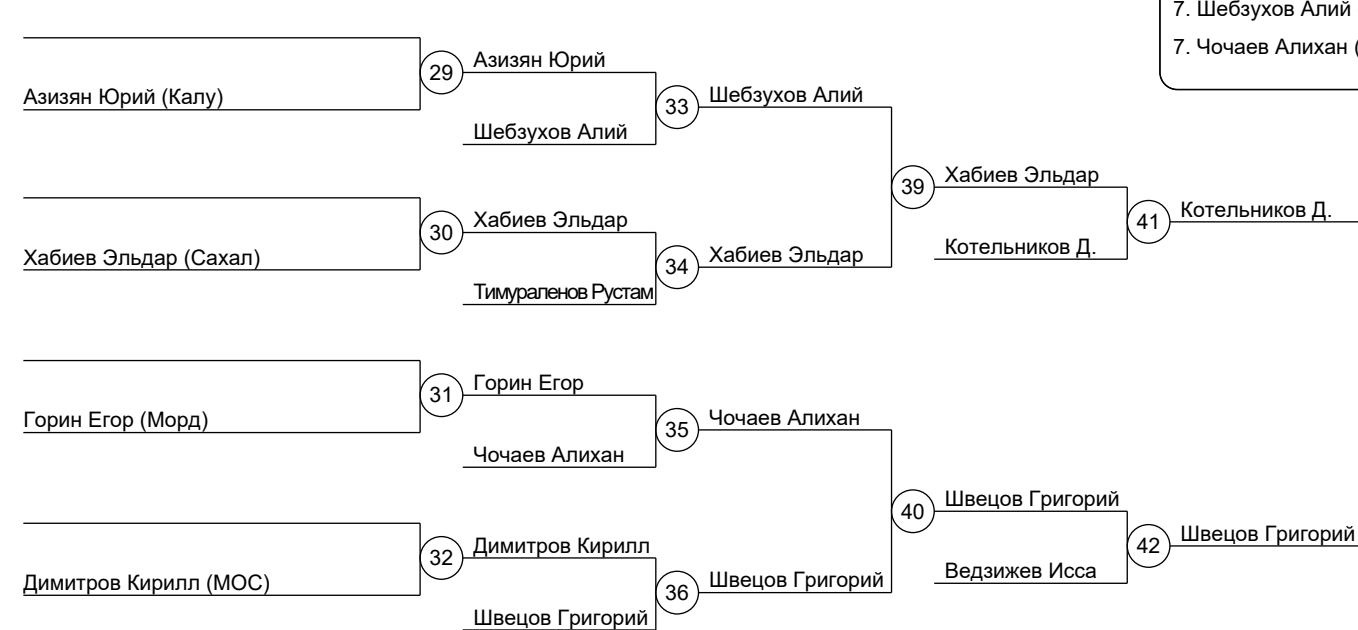 7. Шебзухов Алий
7. Чочаев Алихан (
29
Азизян Юрий
Азизян Юрий (Калу)
33
Шебзухов Алий
Шебзухов Алий
39
Хабиев Эльдар
30
Хабиев Эльдар
41
Котельников Д.
Хабиев Эльдар (Сахал)
34
Хабиев Эльдар
Котельников Д.
Тимураленов Рустам
31
Горин Егор
Горин Егор (Морд)
35
Чочаев Алихан
Чочаев Алихан
40
Швецов Григорий
32
Димитров Кирилл
42
Швецов Григорий
Димитров Кирилл (МОС)
36
Швецов Григорий
Ведзижев Исса
Швецов Григорий